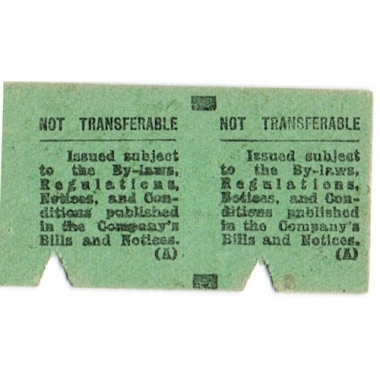 NOT TRANSFERABLE
Issued subject
to the By-laws,
Regulations,
Notices, and Con-
ditions published
in the Company's
Bills and Notices.
(A)
NOT TRANSFERABLE
Issued subject
to the By-laws,
Regulations,
Notices, and Con-
ditions published
in the Company's
Bills and Notices.
(A)